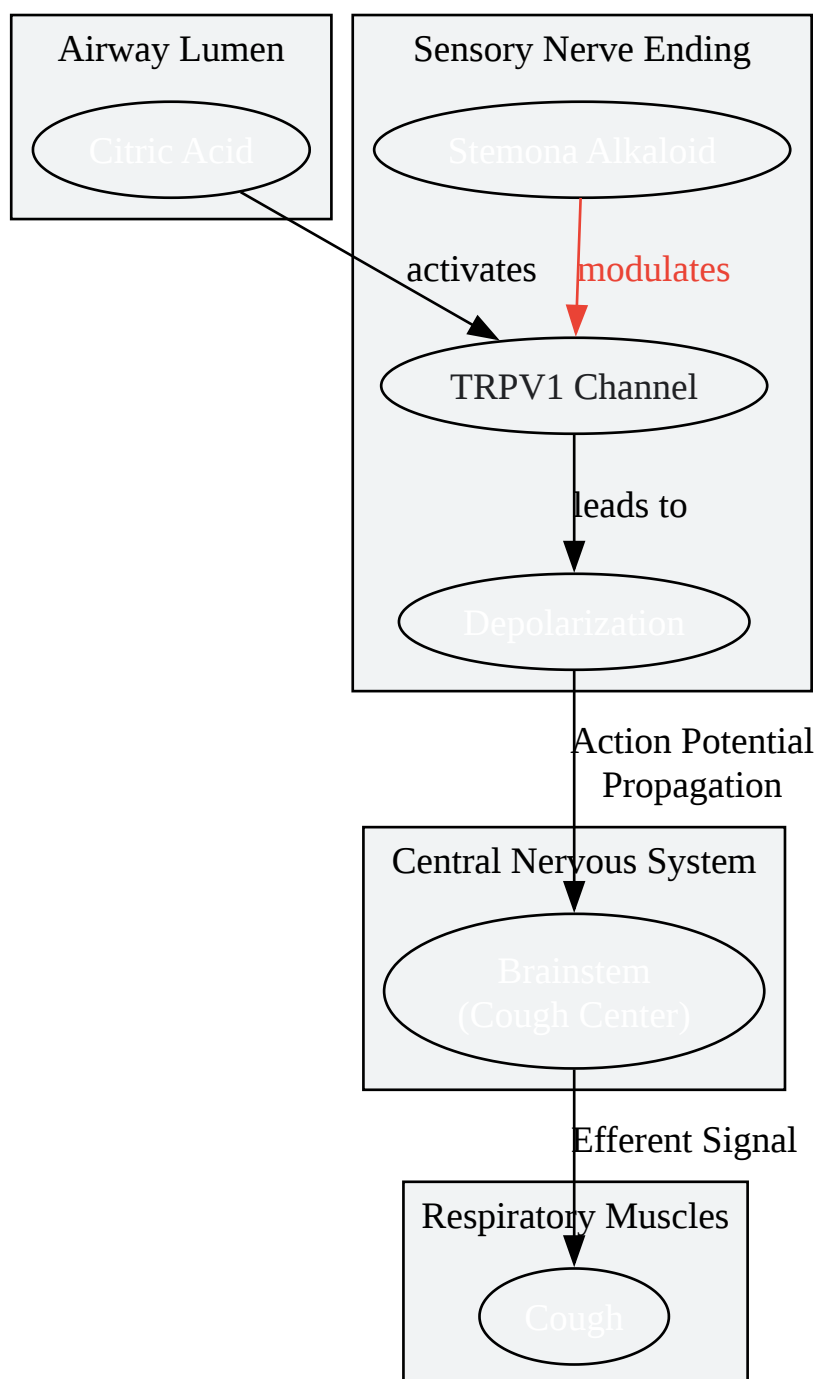 Airway Lumen
Sensory Nerve Ending
Citric Acid
Stemona Alkaloid
activates
modulates
TRPV1 Channel
leads to
Depolarization
Action Potential
Propagation
Central Nervous System
Brainstem
(Cough Center)
Efferent Signal
Respiratory Muscles
Cough